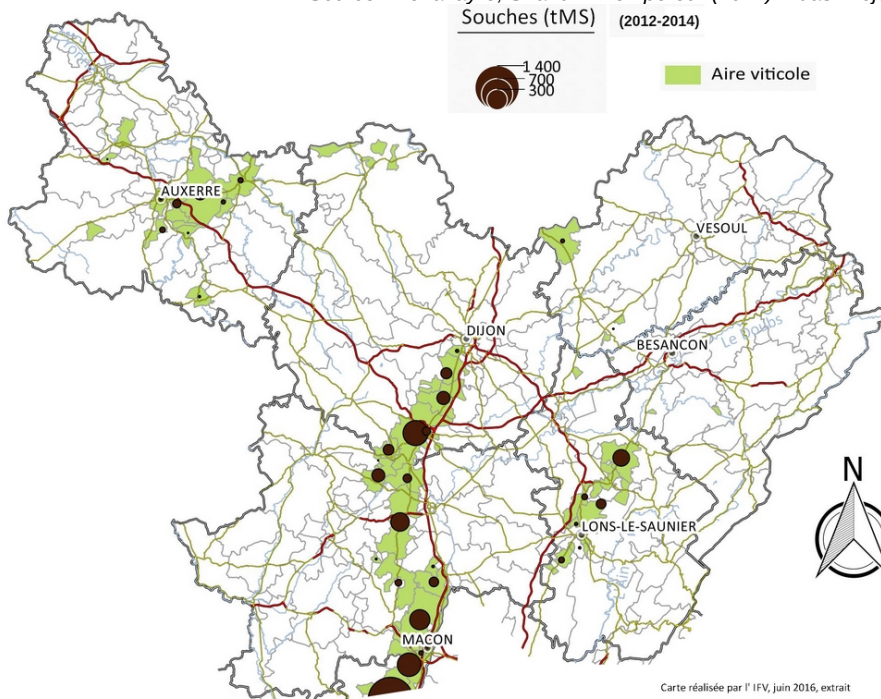 Souches (tMS) (2012-2014)
1 400
700
300
Aire viticole
AUXERRE
VESOUL
DIJON
BESANCON
Le Doubs
N
LONS-LE-SAUNIER
MACON
Carte réalisée par l' IFV, juin 2016, extrait